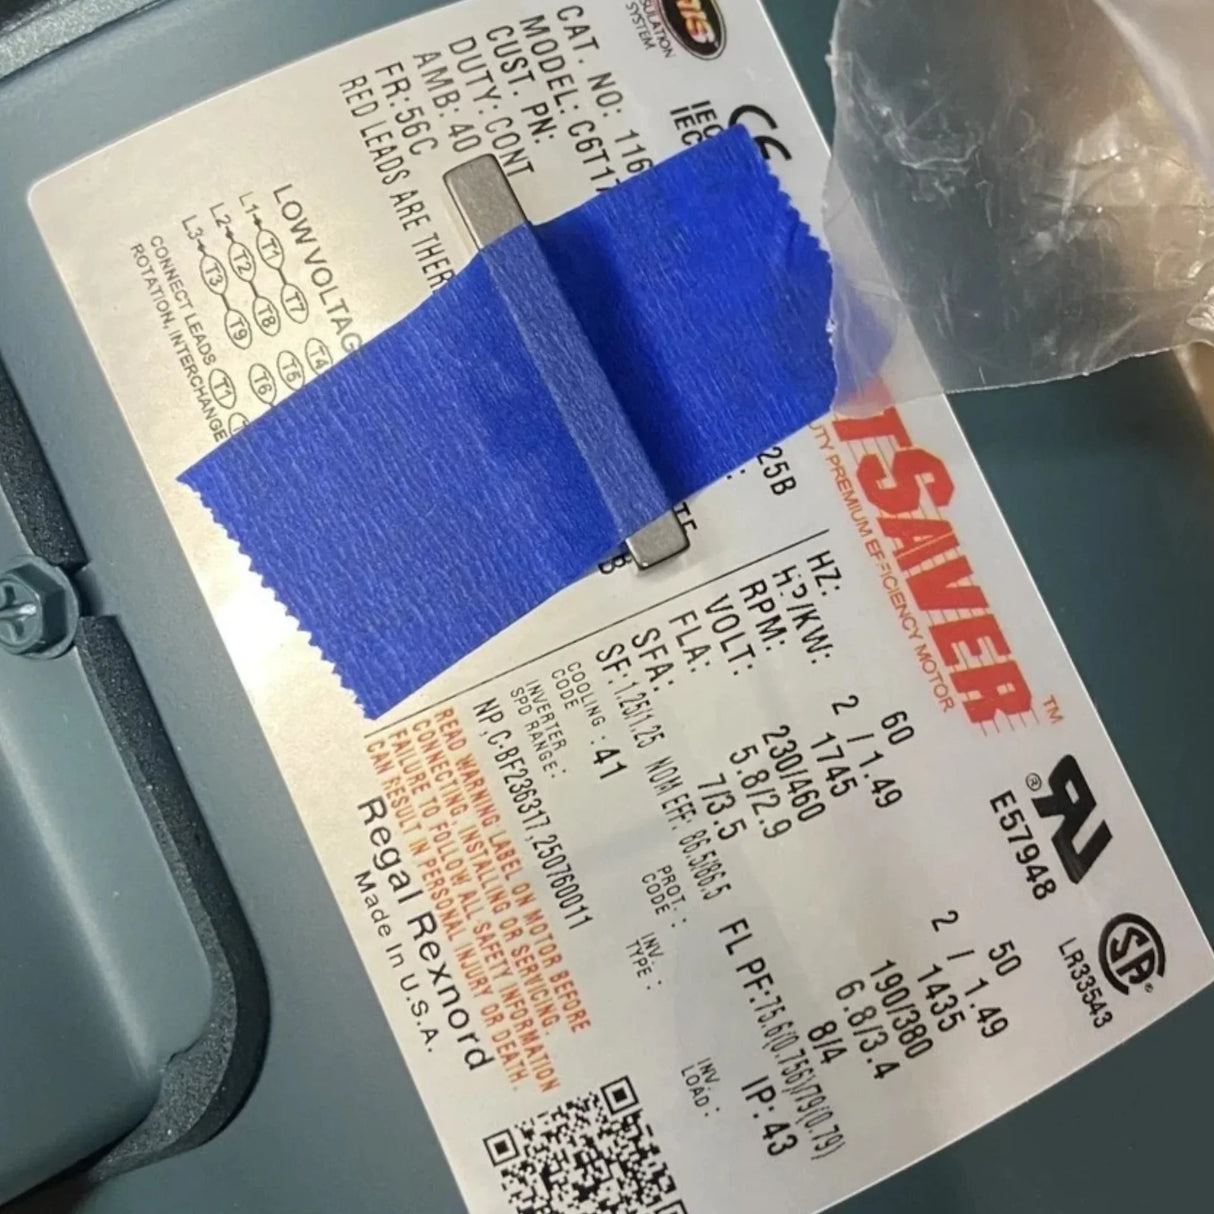 INSULATION
SYSTEM
CE
IEC
IEC
CAT. NO: 116
MODEL: C6T17
25B
CUST. PN:
DUTY: CONT
AMB: 40
FR:56C
B
RED LEADS ARE THER
LOW VOLTAG
L1 T1 T7 T4
L2 T2 T8 T5
L3 T3 T9 T6
CONNECT LEADS T1
ROTATION, INTERCHANGE
TSAVER™
UTY PREMIUM EFFICIENCY MOTOR
HZ: 60 50
HP/KW: 2 / 1.49 2 / 1.49
RPM: 1745 1435
VOLT: 230/460 190/380
FLA: 5.8/2.9 6.8/3.4
SFA: 7/3.5 8/4
SF:1.25/1.25 NOM EFF: 86.5/86.5 FL PF:75.6(0.756)/79(0.79)
COOLING CODE : 41 PROT. CODE : IP:43
INVERTER SPD RANGE: INV. TYPE : INV. LOAD :
NP,C:BF236317,250760011
READ WARNING LABEL ON MOTOR BEFORE
CONNECTING, INSTALLING OR SERVICING.
FAILURE TO FOLLOW ALL SAFETY INFORMATION
CAN RESULT IN PERSONAL INJURY OR DEATH.
Regal Rexnord
Made In U.S.A.
®
E57948
SA®
LR33543